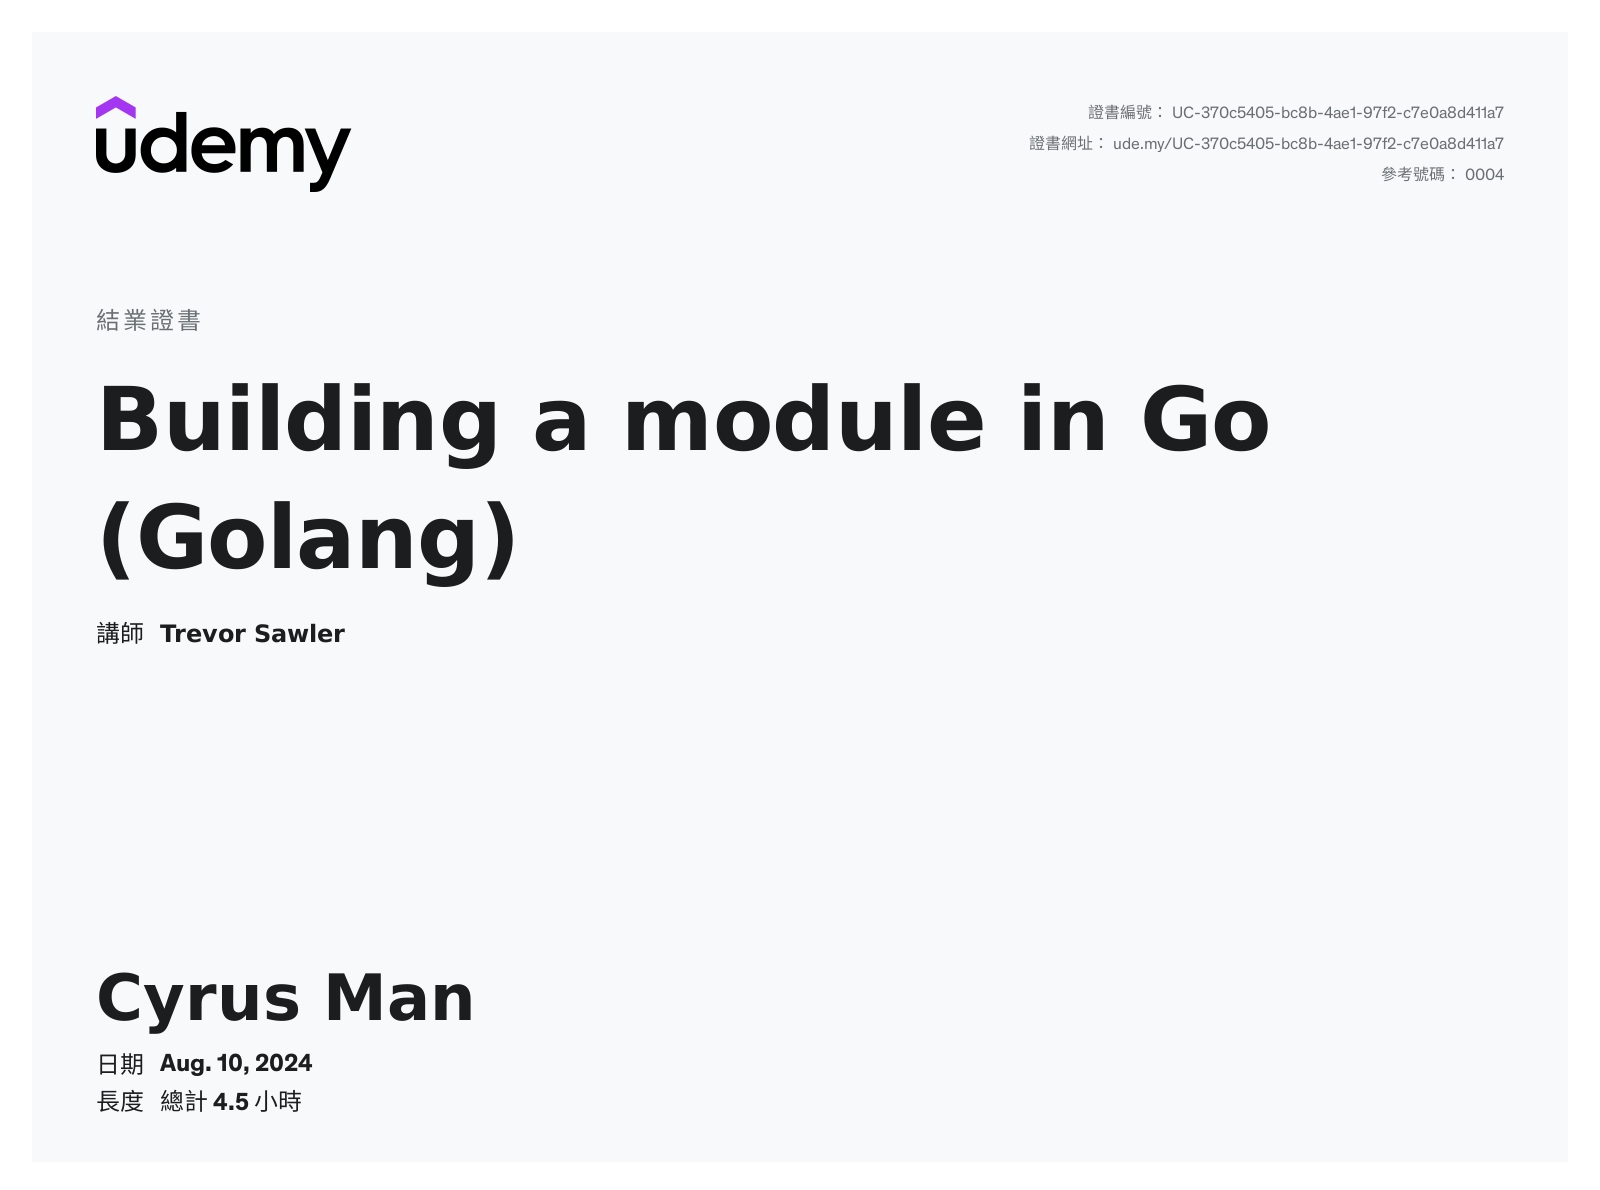 udemy
證書編號： UC-370c5405-bc8b-4ae1-97f2-c7e0a8d411a7
證書網址： ude.my/UC-370c5405-bc8b-4ae1-97f2-c7e0a8d411a7
參考號碼： 0004
結業證書
Building a module in Go
(Golang)
講師 Trevor Sawler
Cyrus Man
日期 Aug. 10, 2024
長度 總計 4.5 小時